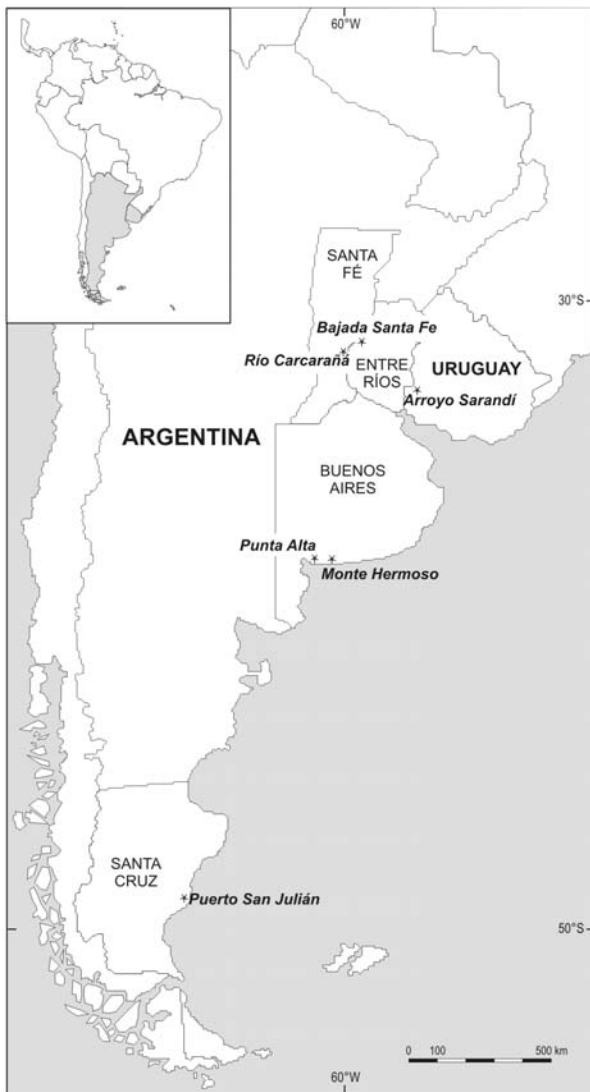 60°W
SANTA
FÉ
30°S
Bajada Santa Fe
Río Carcarañá
ENTRE
RÍOS
URUGUAY
Arroyo Sarandí
ARGENTINA
BUENOS
AIRES
Punta Alta
Monte Hermoso
SANTA
CRUZ
Puerto San Julián
50°S
0 100 500 km
60°W